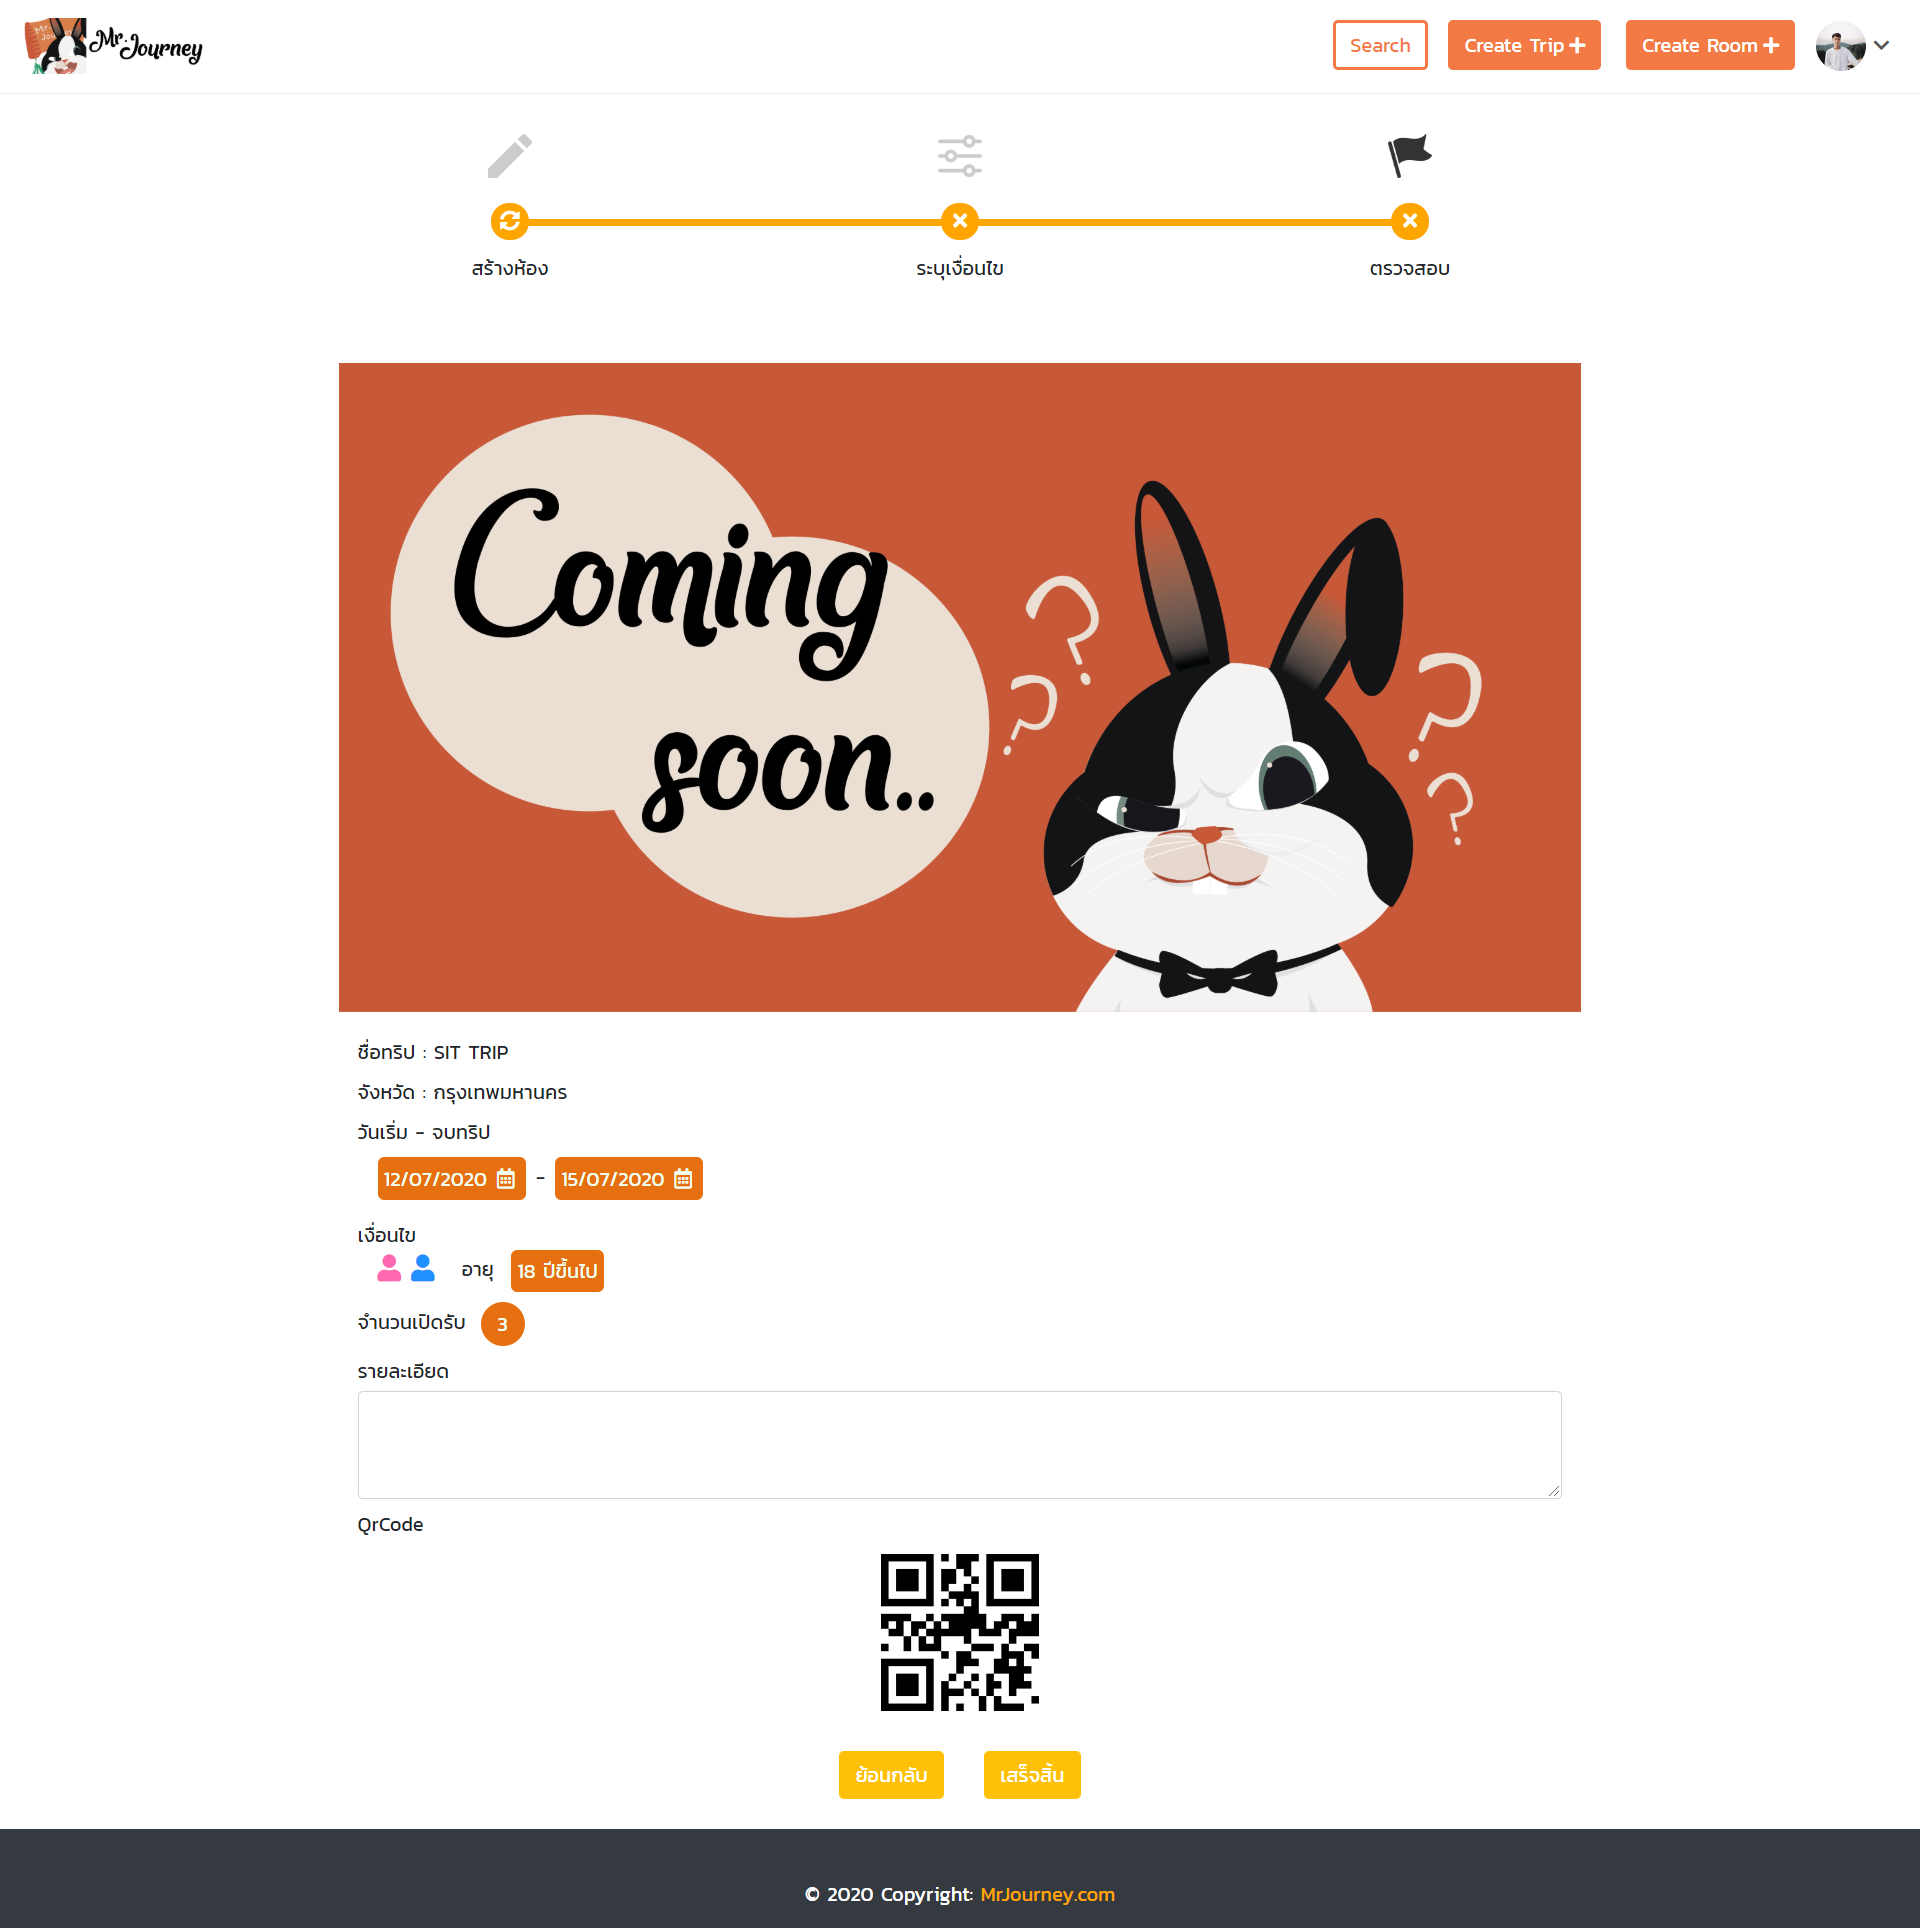 Mr.Journey
Search
Create Trip
Create Room
สร้างห้อง
ระบุเงื่อนไข
ตรวจสอบ
Coming
soon..
ชื่อทริป : SIT TRIP
จังหวัด : กรุงเทพมหานคร
วันเริ่ม - จบทริป
12/07/2020 - 15/07/2020
เงื่อนไข
อายุ 18 ปีขึ้นไป
จำนวนเปิดรับ 3
รายละเอียด
QrCode
ย้อนกลับ เสร็จสิ้น
© 2020 Copyright: MrJourney.com